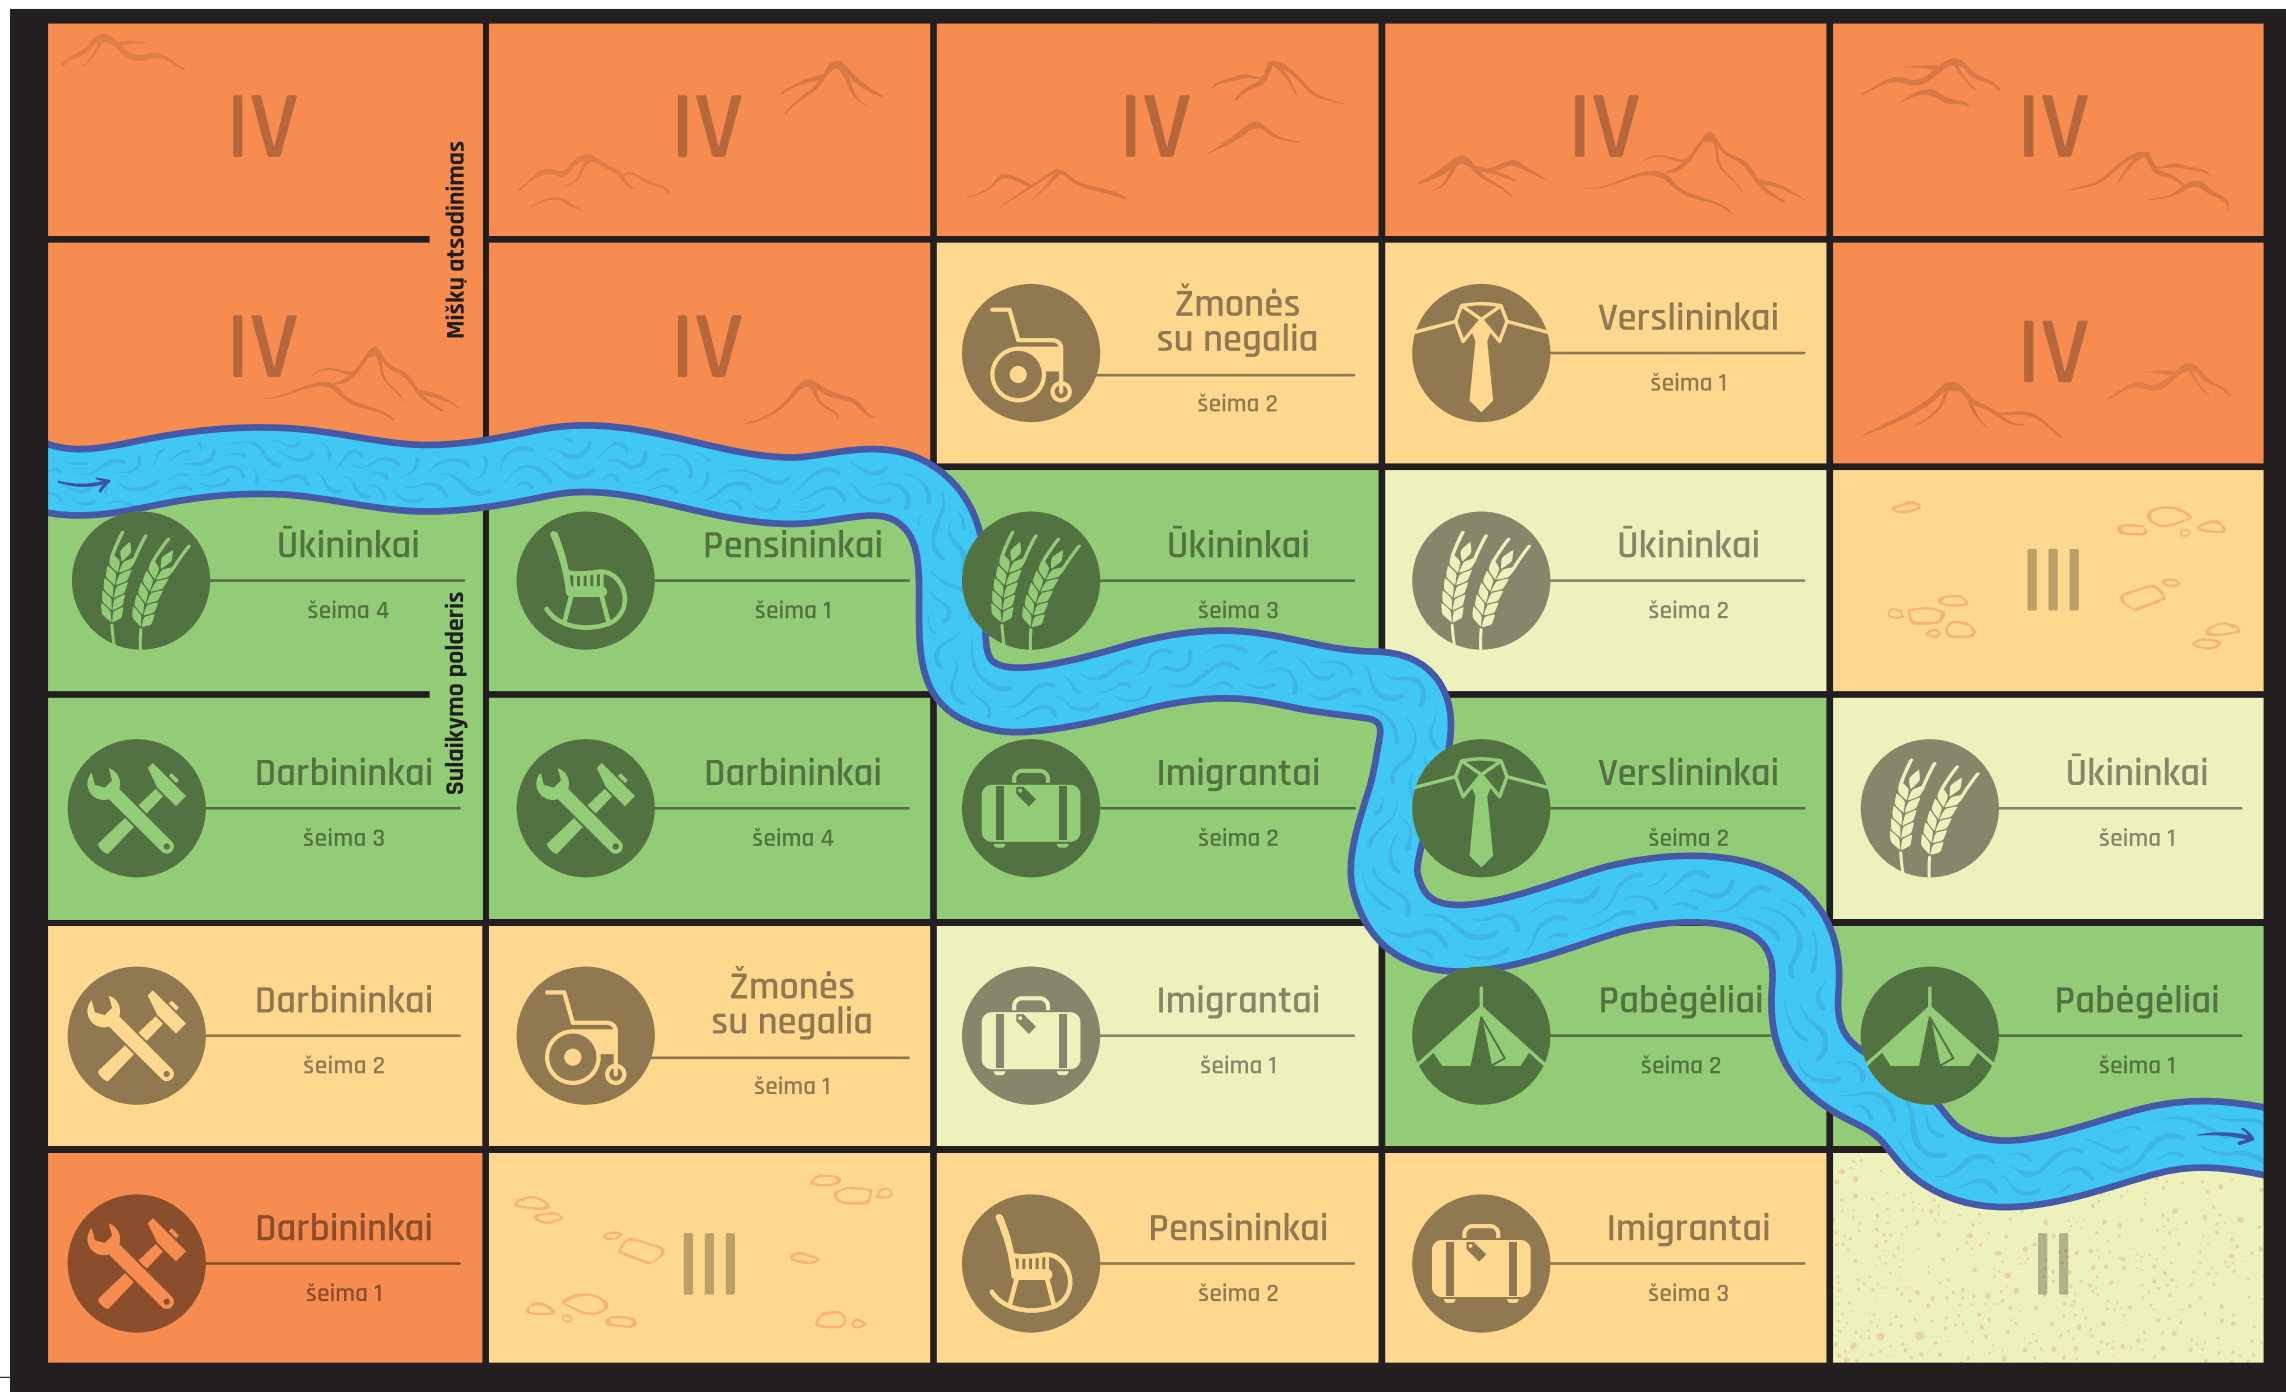 IV
IV
IV
IV
IV
Miškų atsodinimas
IV
IV
Žmonės
su negalia
šeima 2
Verslininkai
šeima 1
IV
Ūkininkai
šeima 4
Pensininkai
šeima 1
Ūkininkai
šeima 3
Ūkininkai
šeima 2
III
Sulaikymo polderis
Darbininkai
šeima 3
Darbininkai
šeima 4
Imigrantai
šeima 2
Verslininkai
šeima 2
Ūkininkai
šeima 1
Darbininkai
šeima 2
Žmonės
su negalia
šeima 1
Imigrantai
šeima 1
Pabėgėliai
šeima 2
Pabėgėliai
šeima 1
Darbininkai
šeima 1
III
Pensininkai
šeima 2
Imigrantai
šeima 3
II